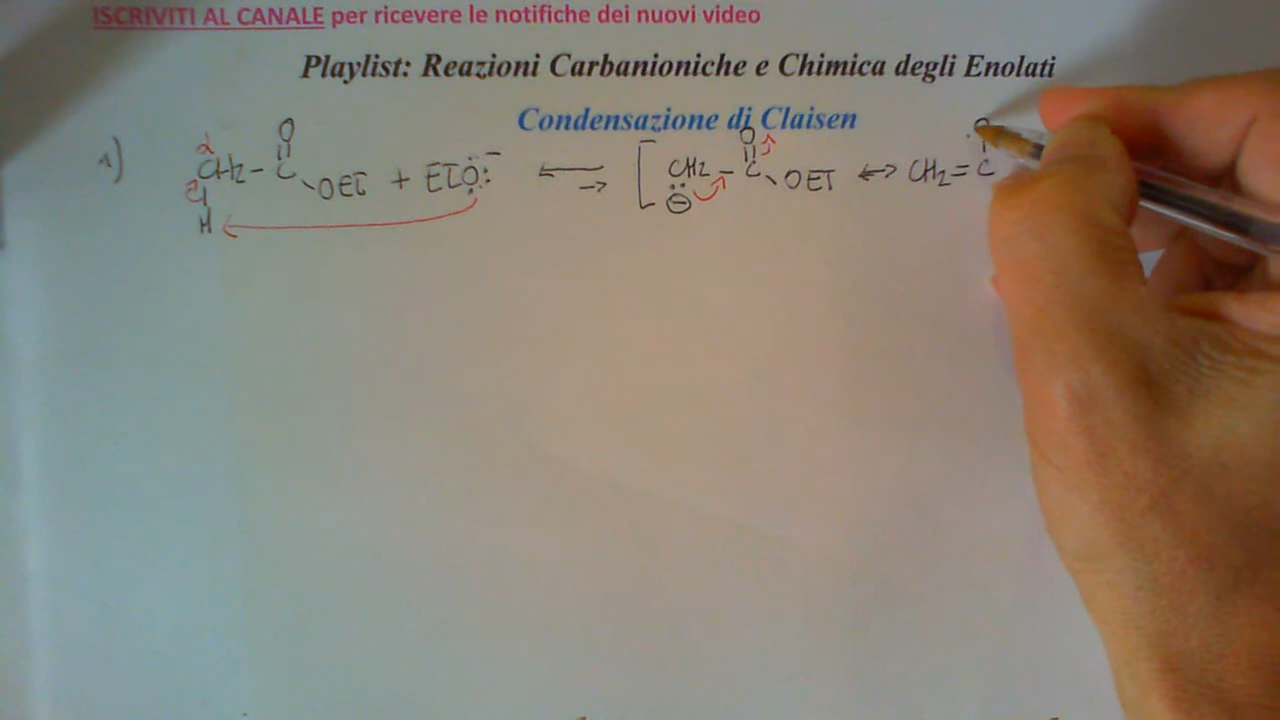 ISCRIVITI AL CANALE per ricevere le notifiche dei nuovi video
Playlist: Reazioni Carbanioniche e Chimica degli Enolati
Condensazione di Claisen
O O O
1) α CH2 - C OET + ETO:⁻ ⇌ [ CH2 - C OET ↔ CH2 = C
H ⊖